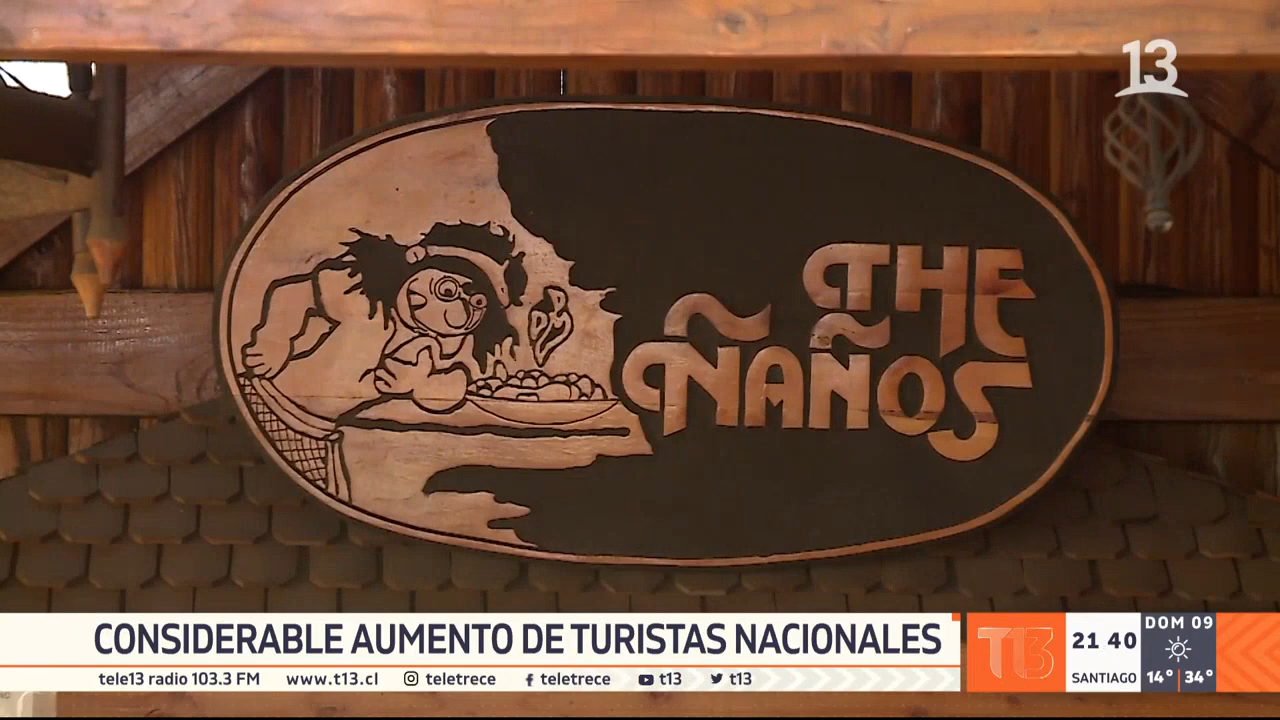 13
THE
ÑAÑOS
CONSIDERABLE AUMENTO DE TURISTAS NACIONALES
tele13 radio 103.3 FM www.t13.cl teletrece teletrece t13 t13
T13
21 40
SANTIAGO
DOM 09
14° 34°